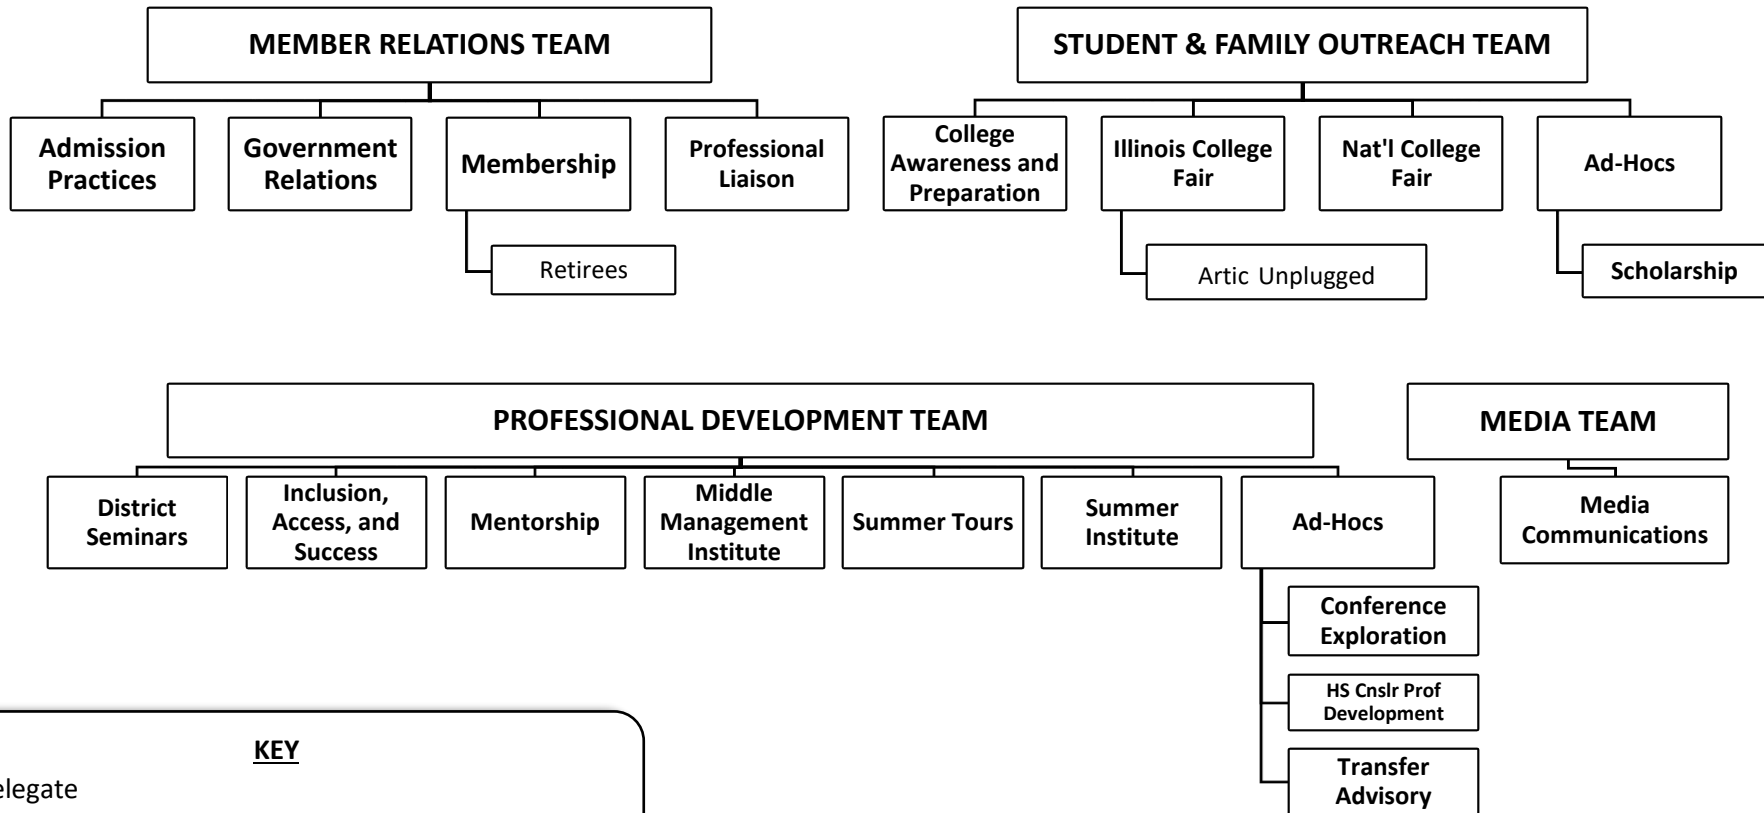 MEMBER RELATIONS TEAM
STUDENT & FAMILY OUTREACH TEAM
Admission
Practices
Government
Relations
Membership
Professional
Liaison
College
Awareness and
Preparation
Illinois College
Fair
Nat'l College
Fair
Ad-Hocs
Retirees
Artic Unplugged
Scholarship
PROFESSIONAL DEVELOPMENT TEAM
MEDIA TEAM
District
Seminars
Inclusion,
Access, and
Success
Mentorship
Middle
Management
Institute
Summer Tours
Summer
Institute
Ad-Hocs
Media
Communications
Conference
Exploration
HS Cnslr Prof
Development
Transfer
Advisory
KEY
elegate